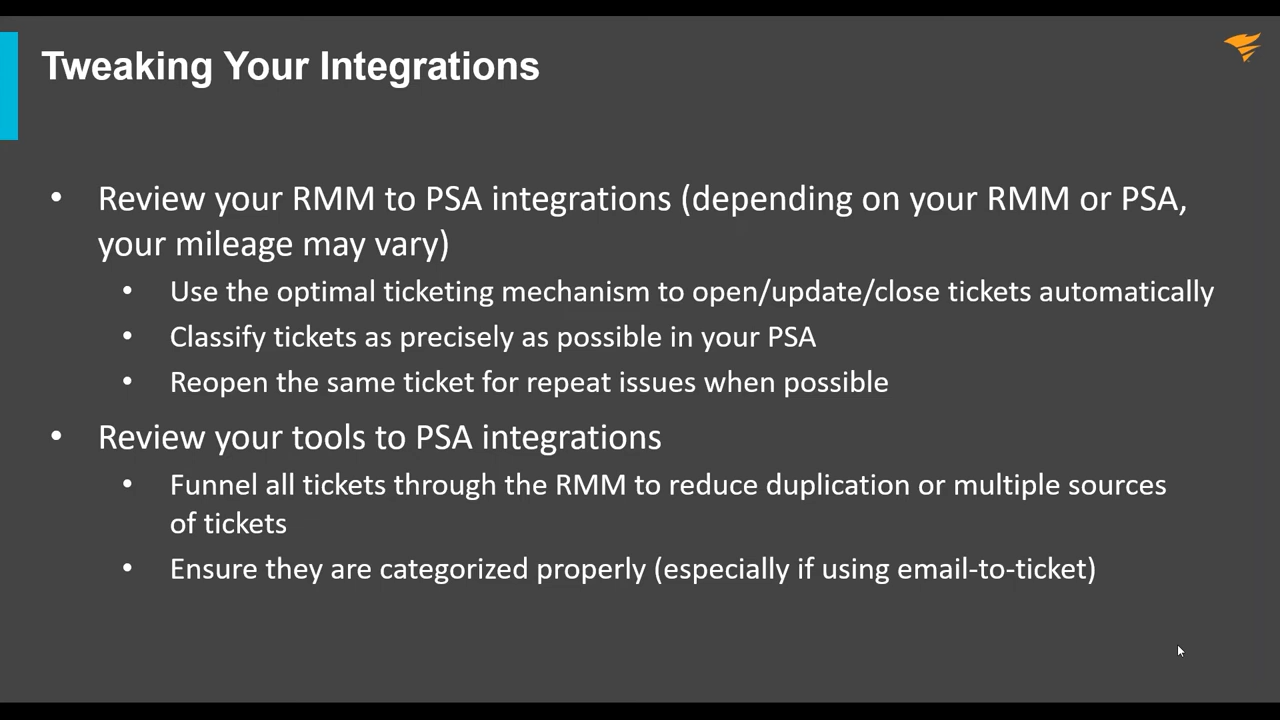 Tweaking Your Integrations
• Review your RMM to PSA integrations (depending on your RMM or PSA,
your mileage may vary)
• Use the optimal ticketing mechanism to open/update/close tickets automatically
• Classify tickets as precisely as possible in your PSA
• Reopen the same ticket for repeat issues when possible
• Review your tools to PSA integrations
• Funnel all tickets through the RMM to reduce duplication or multiple sources
of tickets
• Ensure they are categorized properly (especially if using email-to-ticket)